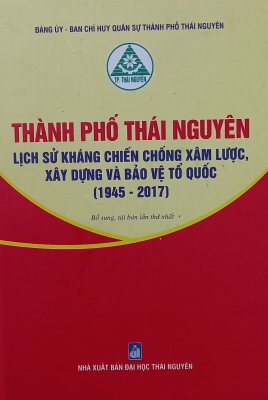 ĐẢNG ỦY - BAN CHỈ HUY QUÂN SỰ THÀNH PHỐ THÁI NGUYÊN
TP. THÁI NGUYÊN
THÀNH PHỐ THÁI NGUYÊN
LỊCH SỬ KHÁNG CHIẾN CHỐNG XÂM LƯỢC,
XÂY DỰNG VÀ BẢO VỆ TỔ QUỐC
(1945 - 2017)
Bổ sung, tái bản lần thứ nhất
NHÀ XUẤT BẢN ĐẠI HỌC THÁI NGUYÊN